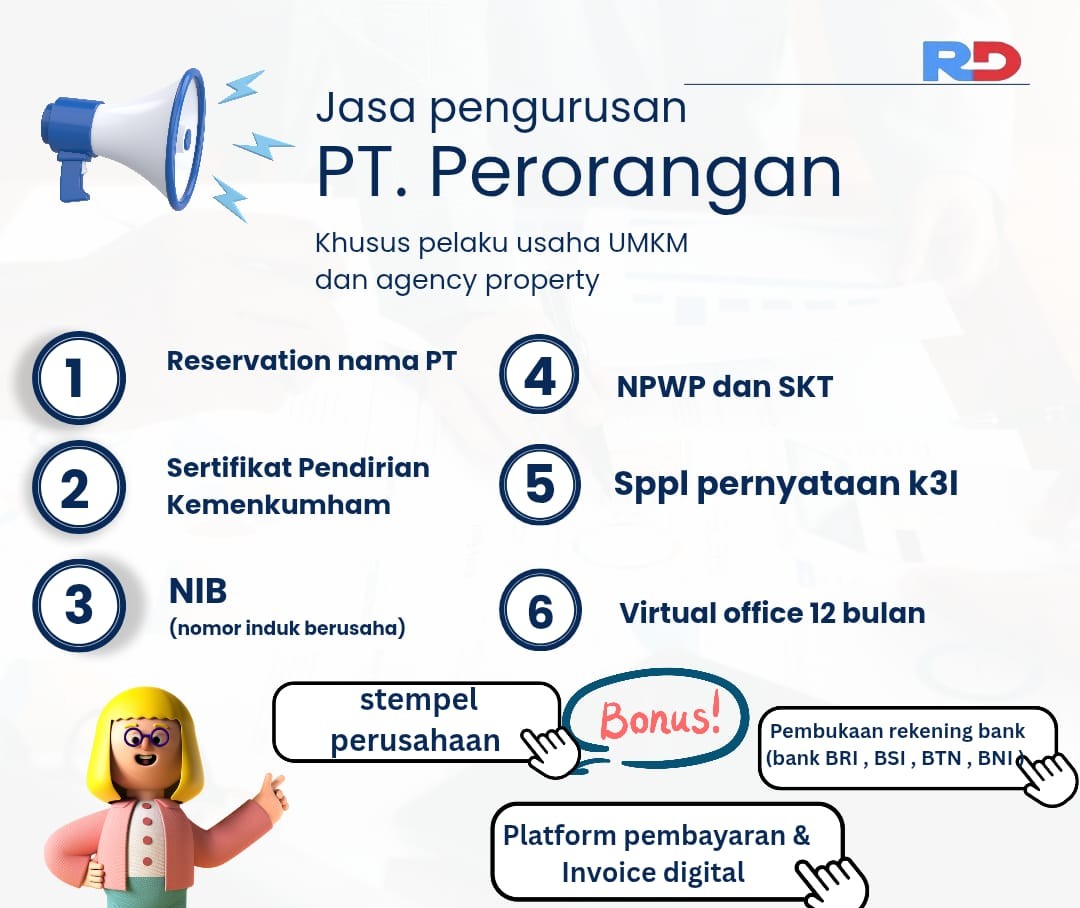 RD
Jasa pengurusan
PT. Perorangan
Khusus pelaku usaha UMKM
dan agency property
1
Reservation nama PT
2
Sertifikat Pendirian
Kemenkumham
3
NIB
(nomor induk berusaha)
4
NPWP dan SKT
5
Sppl pernyataan k3l
6
Virtual office 12 bulan
stempel
perusahaan
Bonus!
Pembukaan rekening bank
(bank BRI , BSI , BTN , BNI )
Platform pembayaran &
Invoice digital